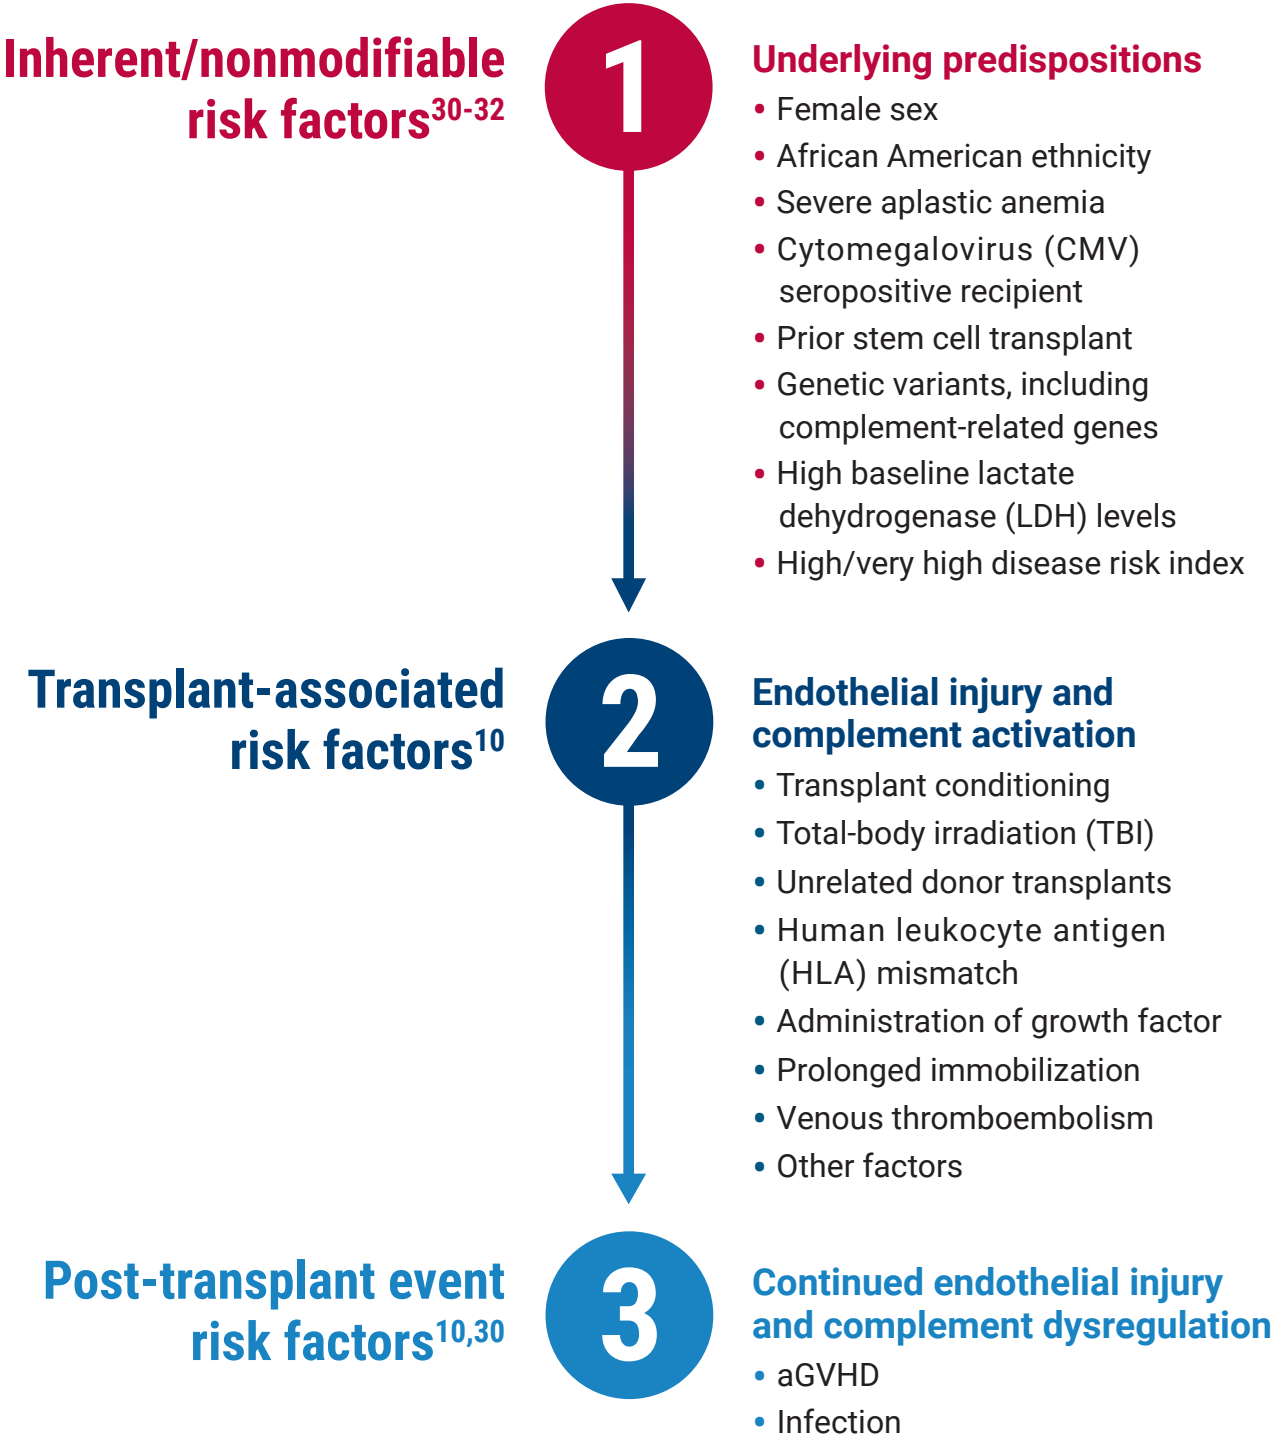 Inherent/nonmodifiable
risk factors30-32
1
Underlying predispositions
• Female sex
• African American ethnicity
• Severe aplastic anemia
• Cytomegalovirus (CMV)
seropositive recipient
• Prior stem cell transplant
• Genetic variants, including
complement-related genes
• High baseline lactate
dehydrogenase (LDH) levels
• High/very high disease risk index
Transplant-associated
risk factors10
2
Endothelial injury and
complement activation
• Transplant conditioning
• Total-body irradiation (TBI)
• Unrelated donor transplants
• Human leukocyte antigen
(HLA) mismatch
• Administration of growth factor
• Prolonged immobilization
• Venous thromboembolism
• Other factors
Post-transplant event
risk factors10,30
3
Continued endothelial injury
and complement dysregulation
• aGVHD
• Infection